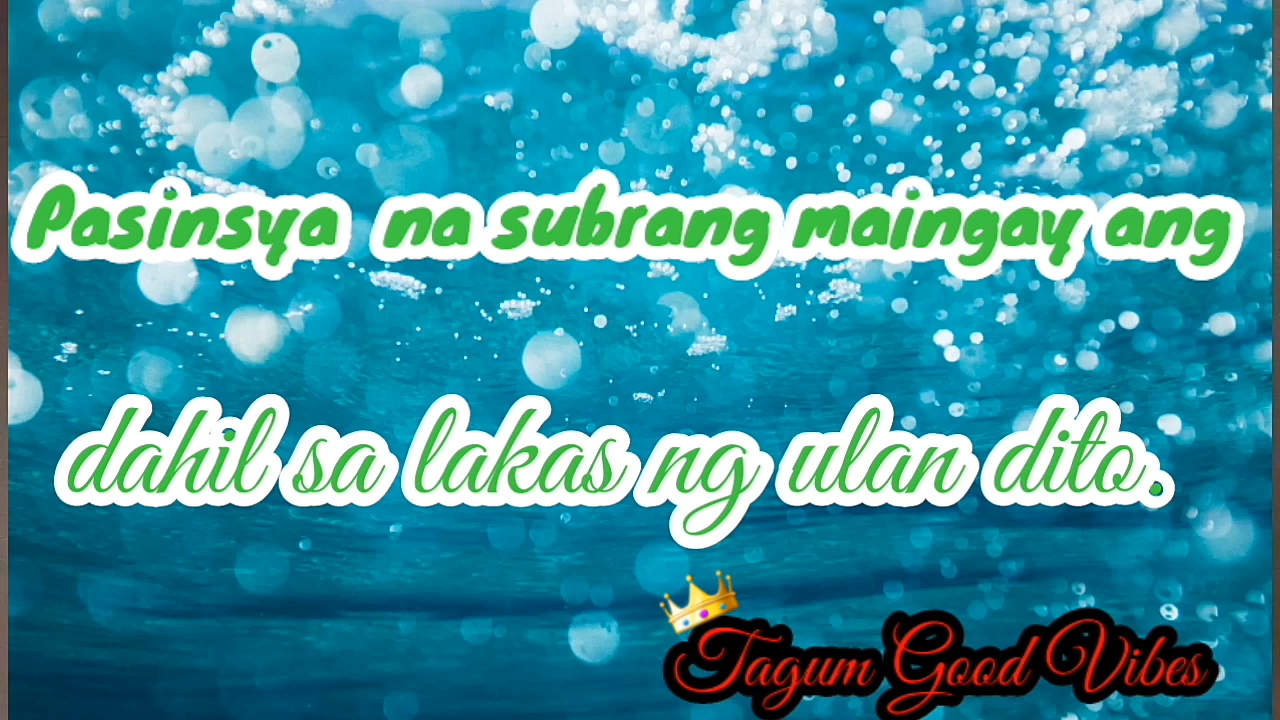 Pasinsya na subrang maingay ang
dahil sa lakas ng ulan dito.
Tagum Good Vibes